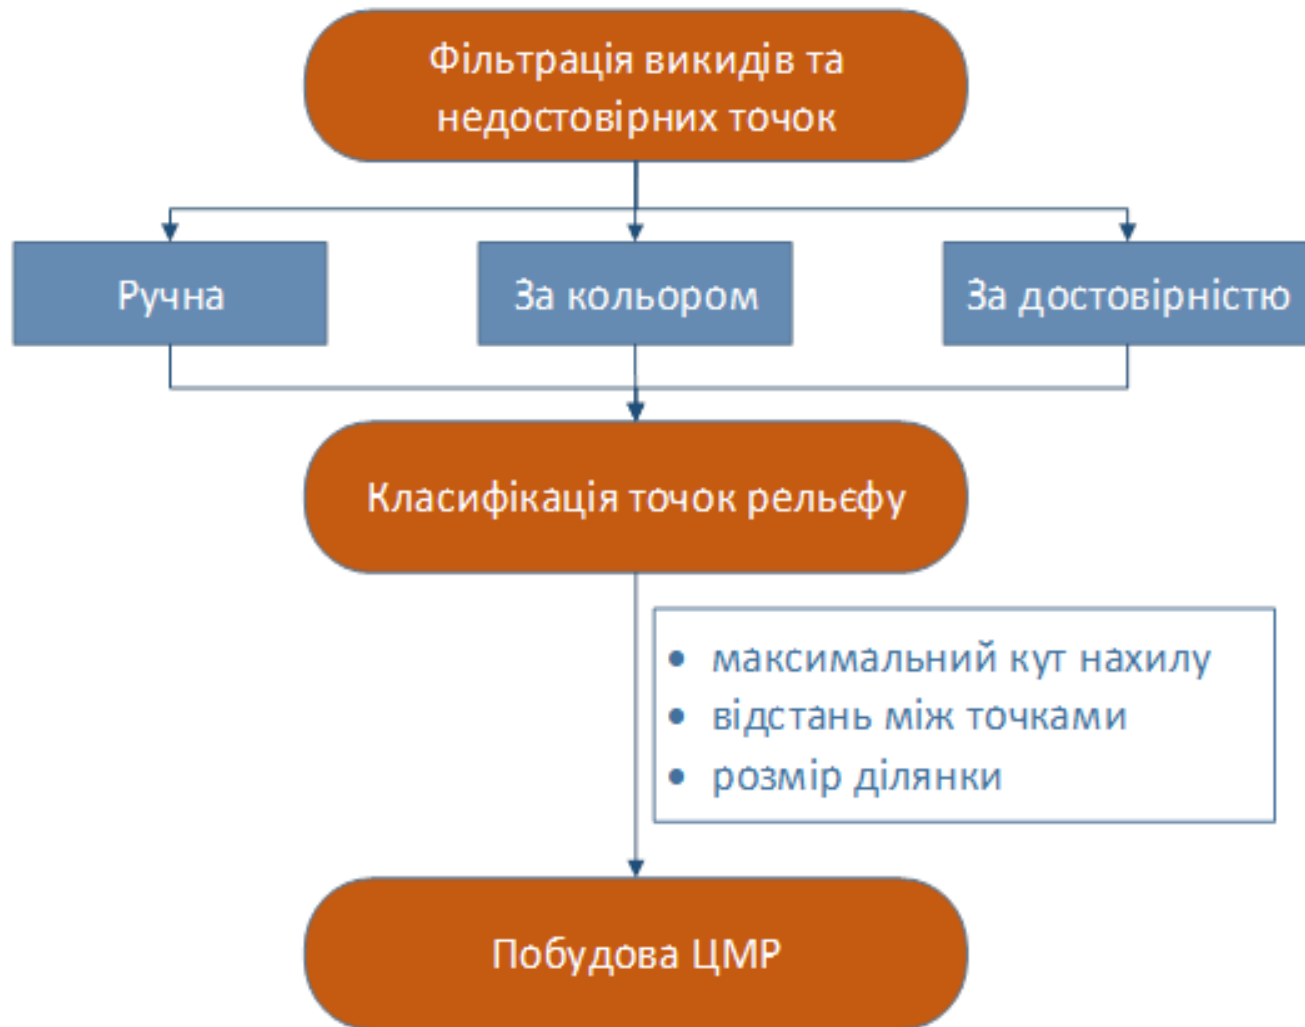 Фільтрація викидів та
недостовірних точок
Ручна
За кольором
За достовірністю
Класифікація точок рельєфу
• максимальний кут нахилу
• відстань між точками
• розмір ділянки
Побудова ЦМР